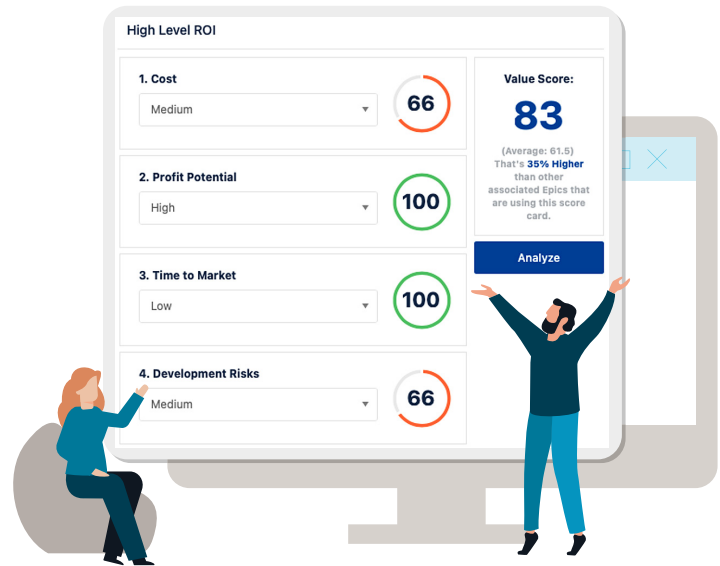 High Level ROI
1. Cost
Medium
66
2. Profit Potential
High
100
3. Time to Market
Low
100
4. Development Risks
Medium
66
Value Score:
83
(Average: 61.5)
That's 35% Higher
than other
associated Epics that
are using this score
card.
Analyze